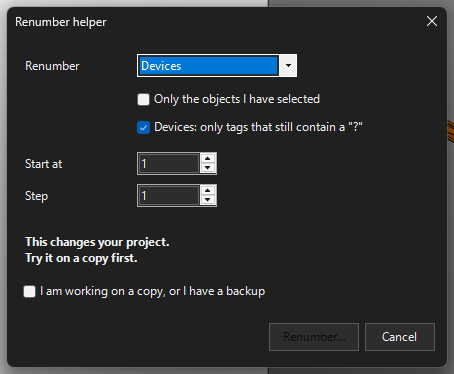 Renumber helper
Renumber
Devices
Only the objects I have selected
Devices: only tags that still contain a "?"
Start at
1
Step
1
This changes your project.
Try it on a copy first.
I am working on a copy, or I have a backup
Renumber...
Cancel